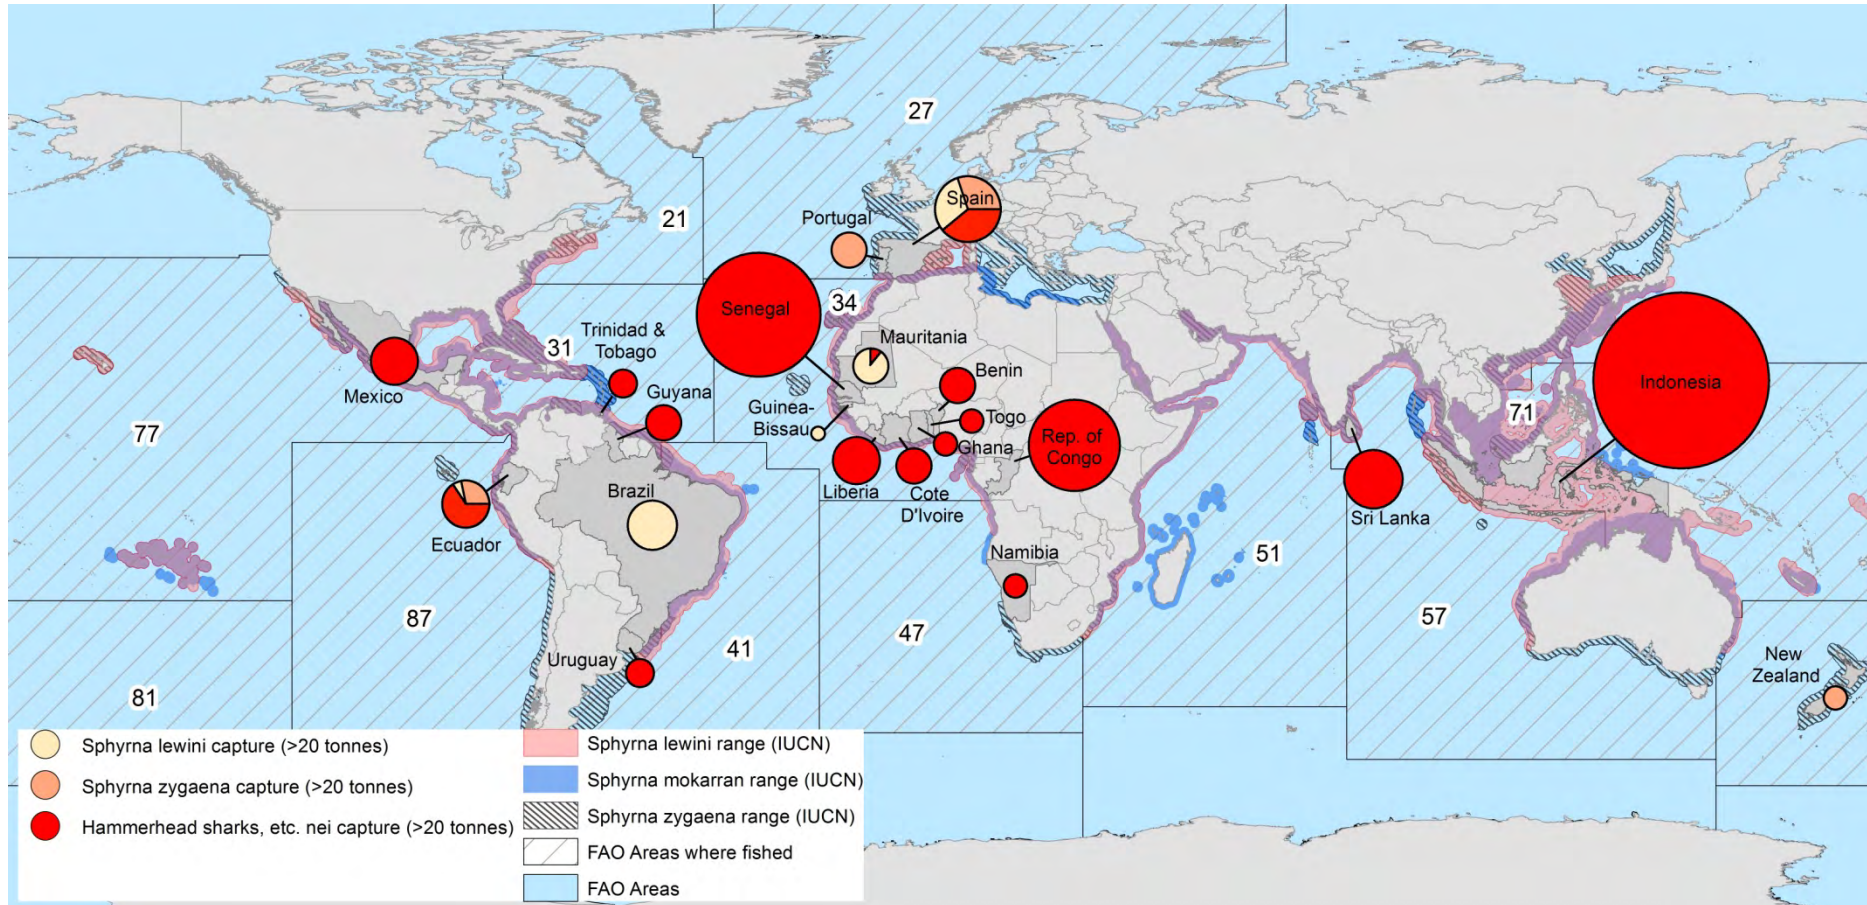 27
21
Portugal
Spain
Senegal
34
Mauritania
Trinidad &
Tobago
31
Guyana
Mexico
Benin
Togo
Ghana
Guinea-
Bissau
Rep. of
Congo
Liberia
Cote
D'Ivoire
Indonesia
71
Sri Lanka
77
Ecuador
Brazil
Namibia
51
87
41
47
57
Uruguay
81
New
Zealand
Sphyrna lewini capture (>20 tonnes)
Sphyrna zygaena capture (>20 tonnes)
Hammerhead sharks, etc. nei capture (>20 tonnes)
Sphyrna lewini range (IUCN)
Sphyrna mokarran range (IUCN)
Sphyrna zygaena range (IUCN)
FAO Areas where fished
FAO Areas